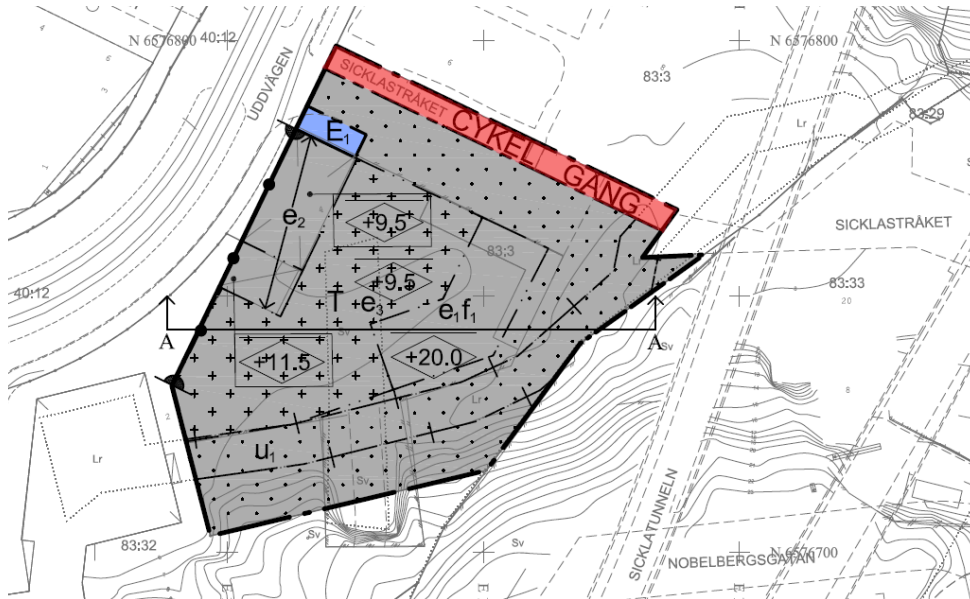 N 6576800
40:12
N 6576800
UDDVÄGEN
83:3
83:29
Lr
SICKLASTRÅKET
CYKEL GÅNG
E₁
e₂
+9.5
83:3
SICKLASTRÅKET
+9.5
40:12
83:33
20
T e₃ e₁f₁
A
A
Sv
Sv
+11.5
+20.0
Lr
u₁
Lr
Sv
Sv
Sv
83:32
SICKLATUNNELN
N 6576700
NOBELBERGSGATAN
E
E
E